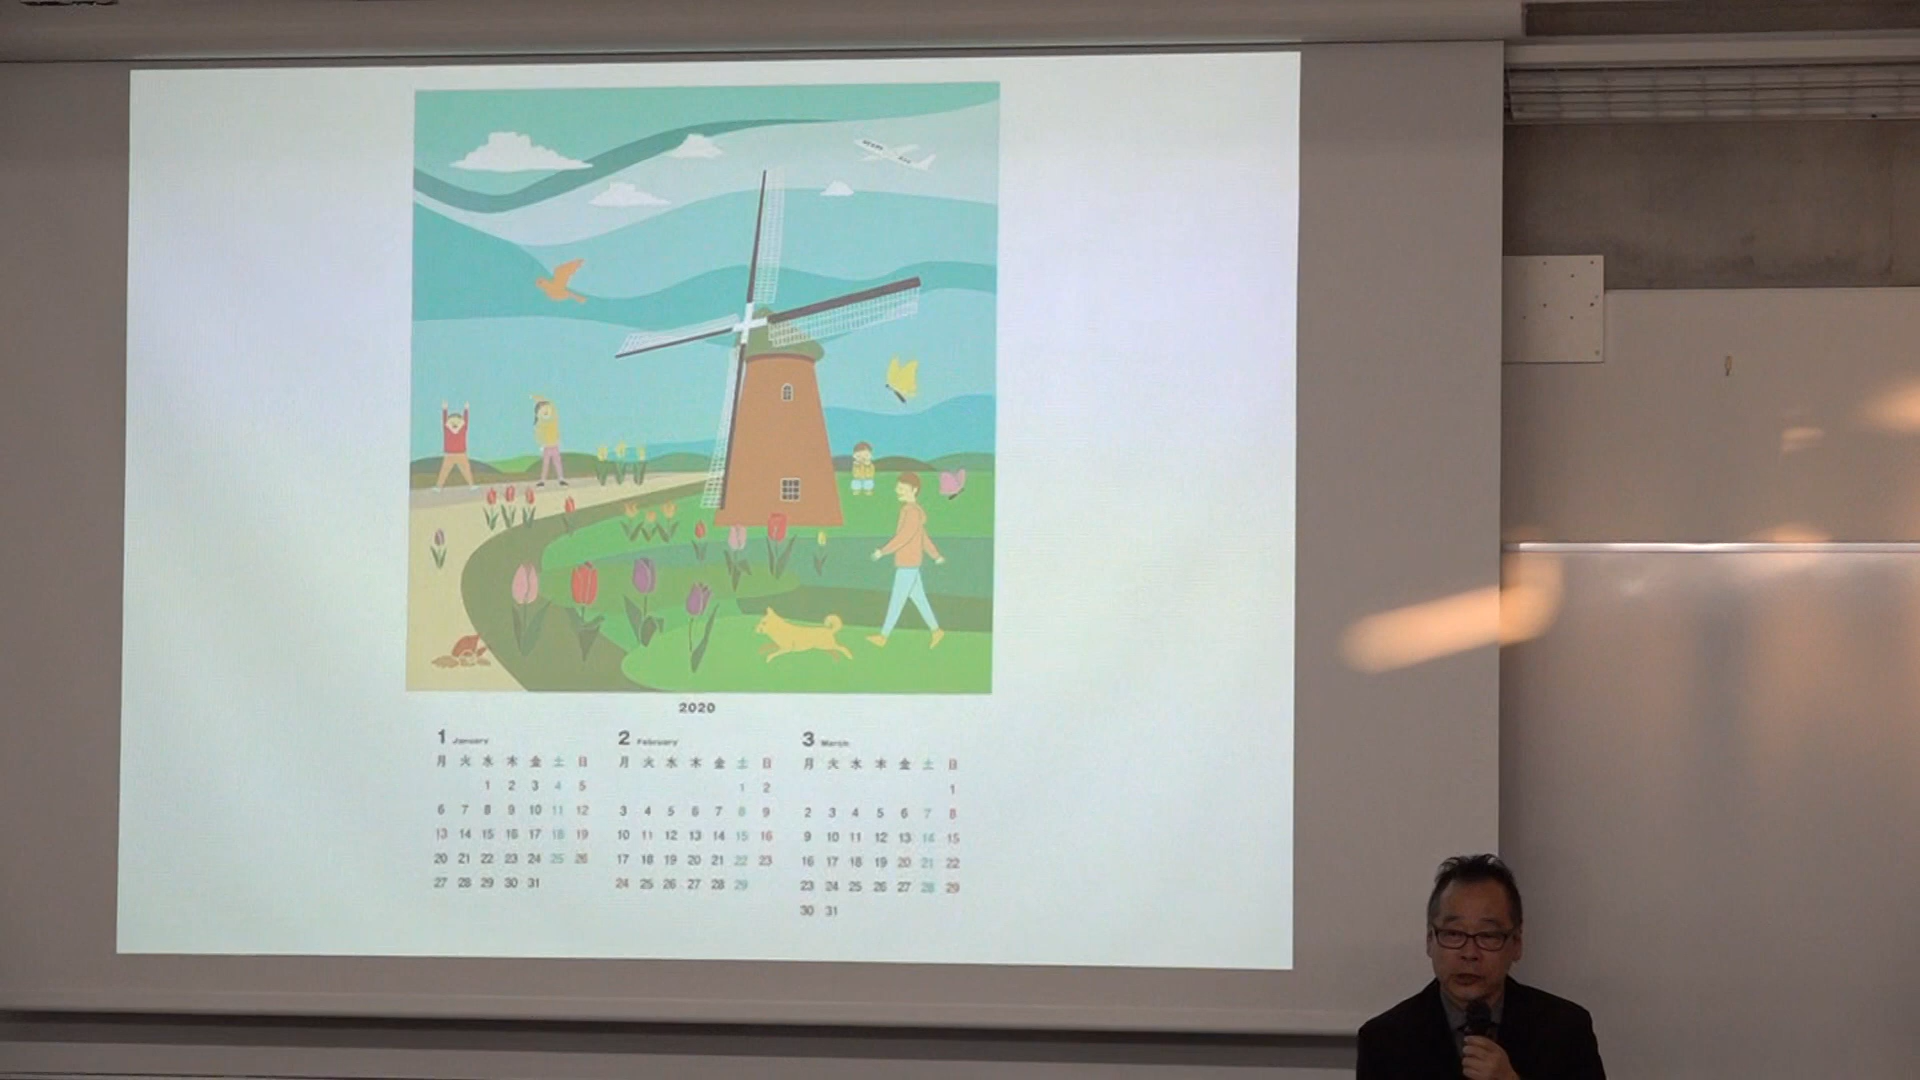 2020
1 January
月 火 水 木 金 土 日
1 2 3 4 5
6 7 8 9 10 11 12
13 14 15 16 17 18 19
20 21 22 23 24 25 26
27 28 29 30 31
2 February
月 火 水 木 金 土 日
1 2
3 4 5 6 7 8 9
10 11 12 13 14 15 16
17 18 19 20 21 22 23
24 25 26 27 28 29
3 March
月 火 水 木 金 土 日
1
2 3 4 5 6 7 8
9 10 11 12 13 14 15
16 17 18 19 20 21 22
23 24 25 26 27 28 29
30 31